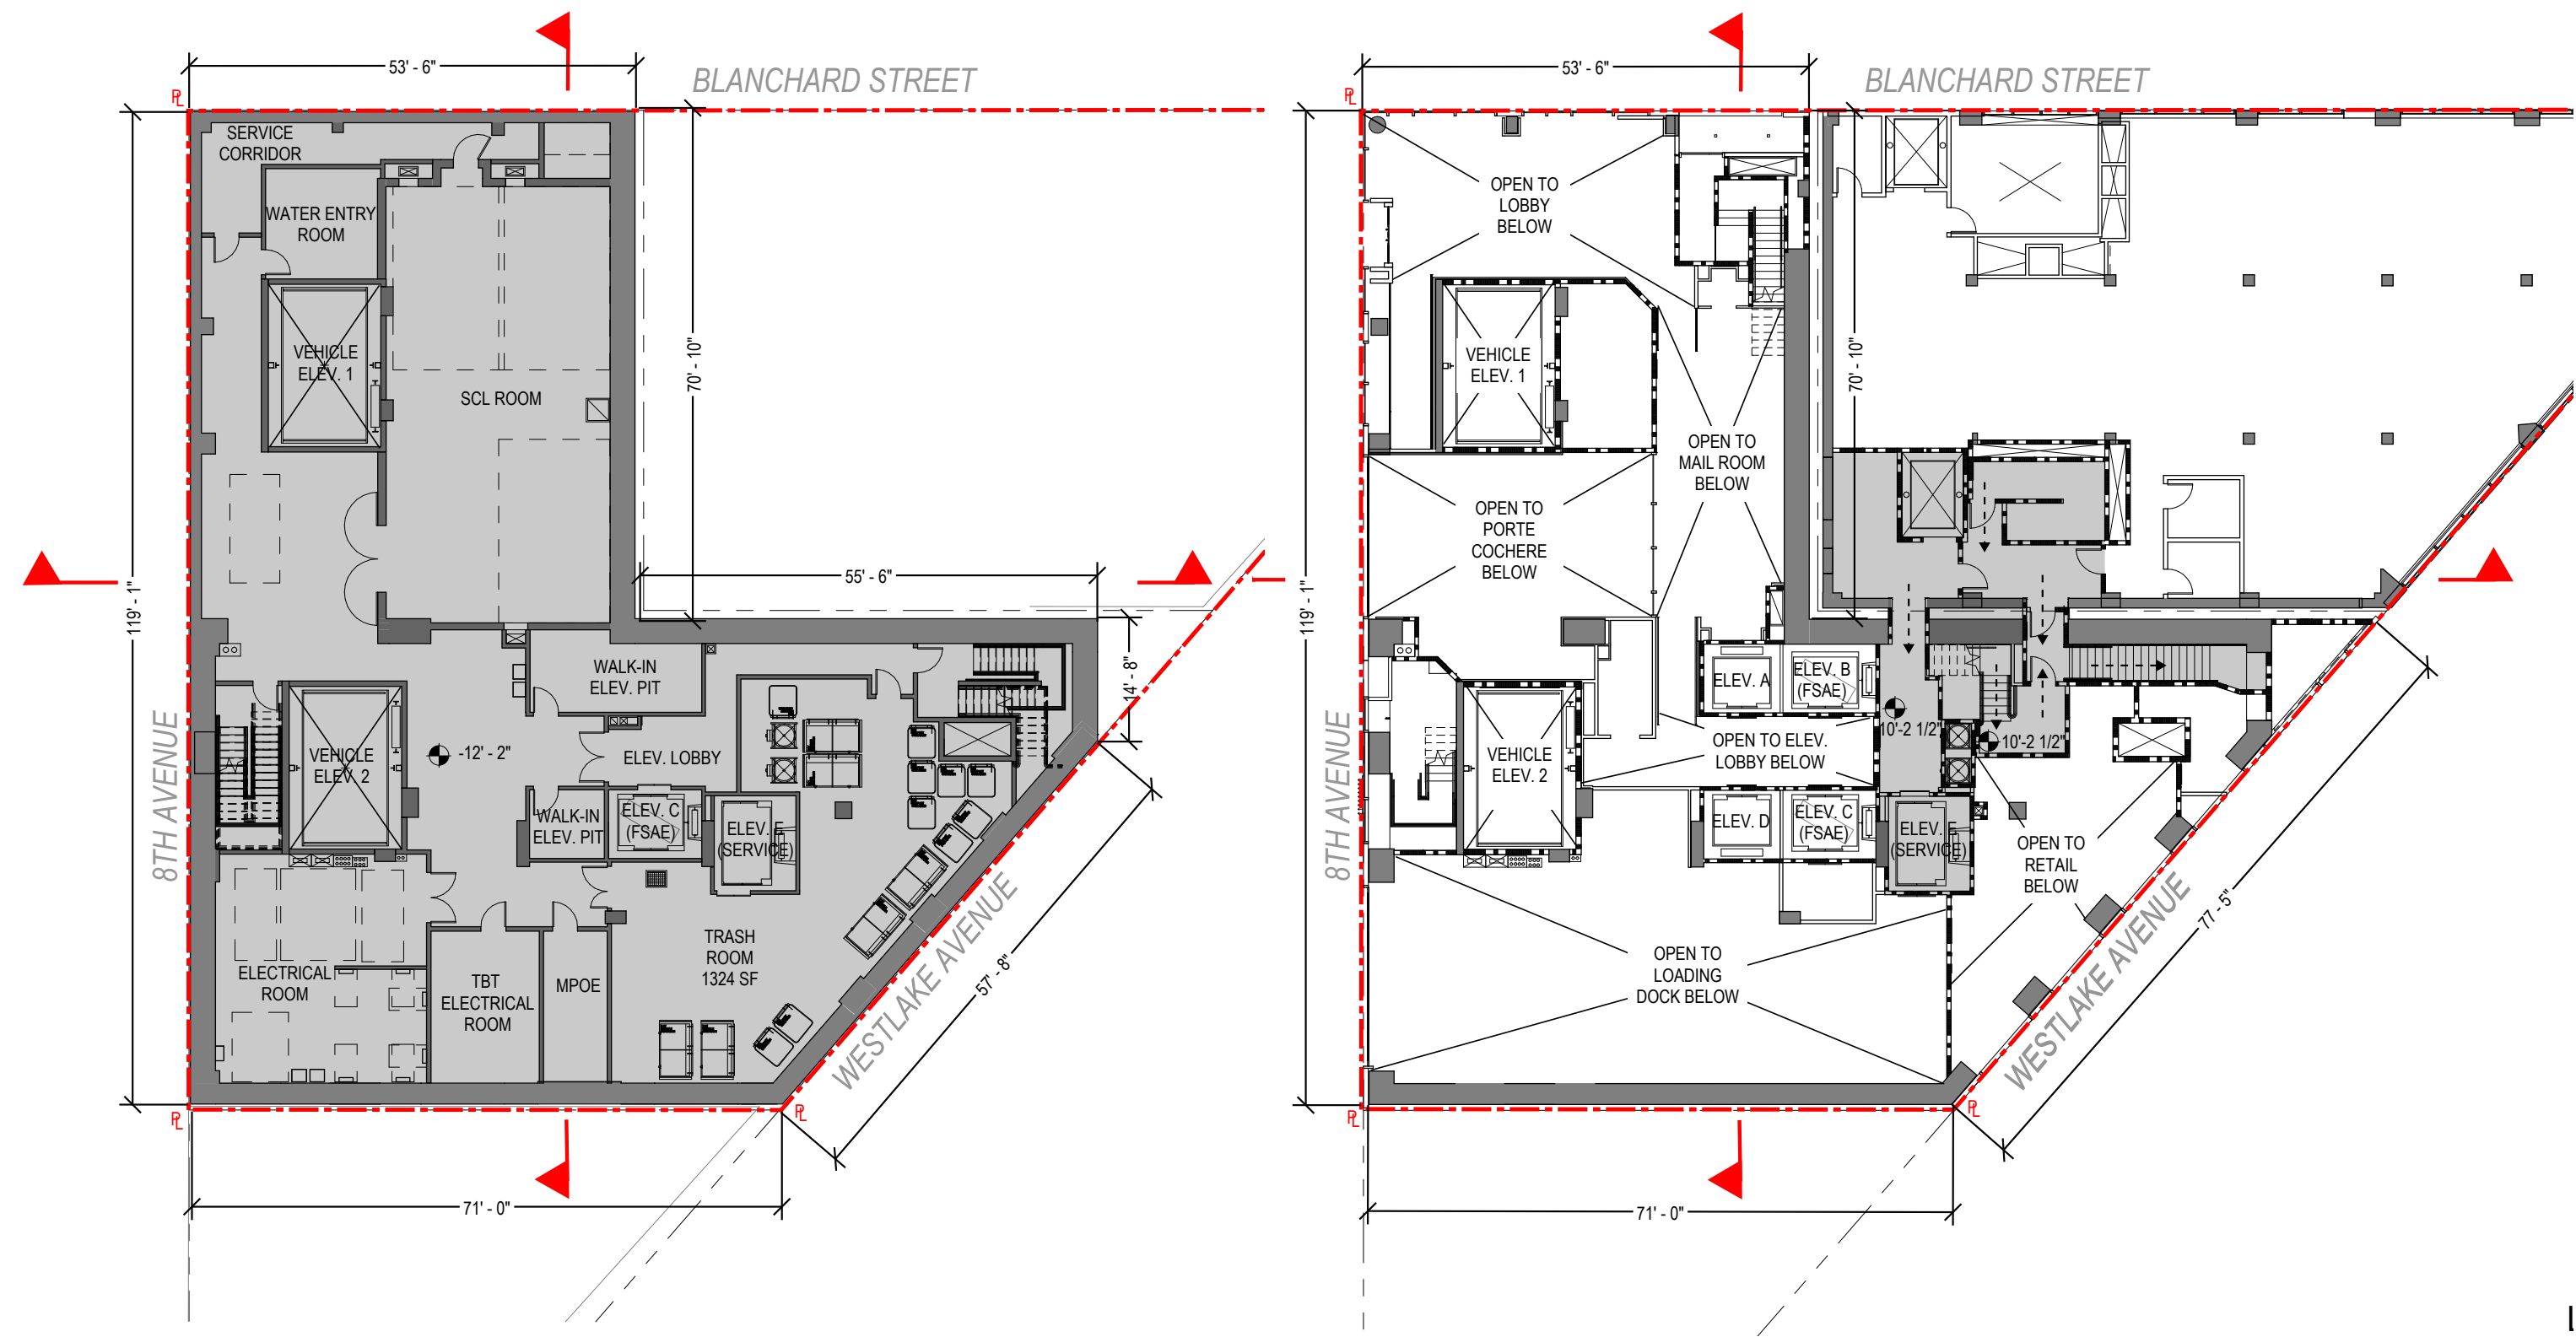 53' - 6"
BLANCHARD STREET
PL
SERVICE
CORRIDOR
WATER ENTRY
ROOM
VEHICLE
ELEV. 1
SCL ROOM
70' - 10"
119' - 1"
55' - 6"
14' - 8"
WALK-IN
ELEV. PIT
8TH AVENUE
VEHICLE
ELEV. 2
-12' - 2"
ELEV. LOBBY
WALK-IN
ELEV. PIT
ELEV. C
(FSAE)
ELEV. E
(SERVICE)
ELECTRICAL
ROOM
TBT
ELECTRICAL
ROOM
MPOE
TRASH
ROOM
1324 SF
WESTLAKE AVENUE
57' - 8"
PL
PL
71' - 0"
53' - 6"
BLANCHARD STREET
PL
OPEN TO
LOBBY
BELOW
VEHICLE
ELEV. 1
70' - 10"
OPEN TO
MAIL ROOM
BELOW
OPEN TO
PORTE
COCHERE
BELOW
119' - 1"
ELEV. A
ELEV. B
(FSAE)
10'-2 1/2"
10'-2 1/2"
8TH AVENUE
VEHICLE
ELEV. 2
OPEN TO ELEV.
LOBBY BELOW
ELEV. D
ELEV. C
(FSAE)
ELEV. E
(SERVICE)
OPEN TO
RETAIL
BELOW
77' - 5"
OPEN TO
LOADING
DOCK BELOW
WESTLAKE AVENUE
PL
PL
71' - 0"